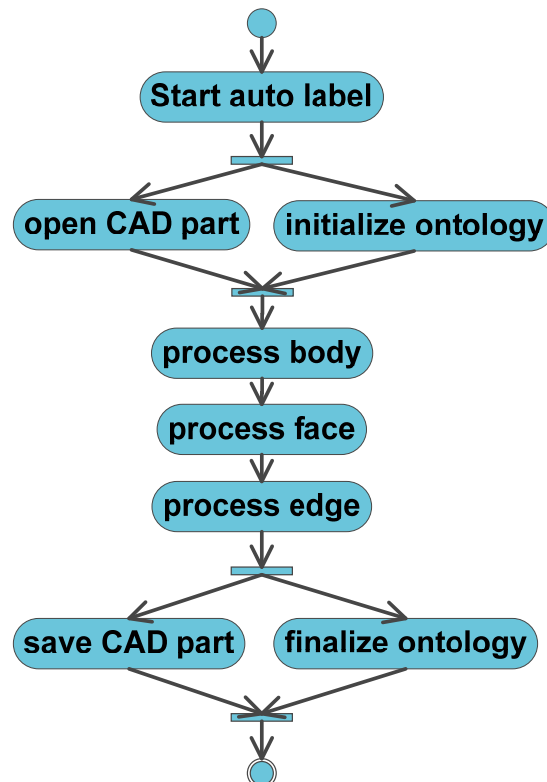 Start auto label
open CAD part
initialize ontology
process body
process face
process edge
save CAD part
finalize ontology